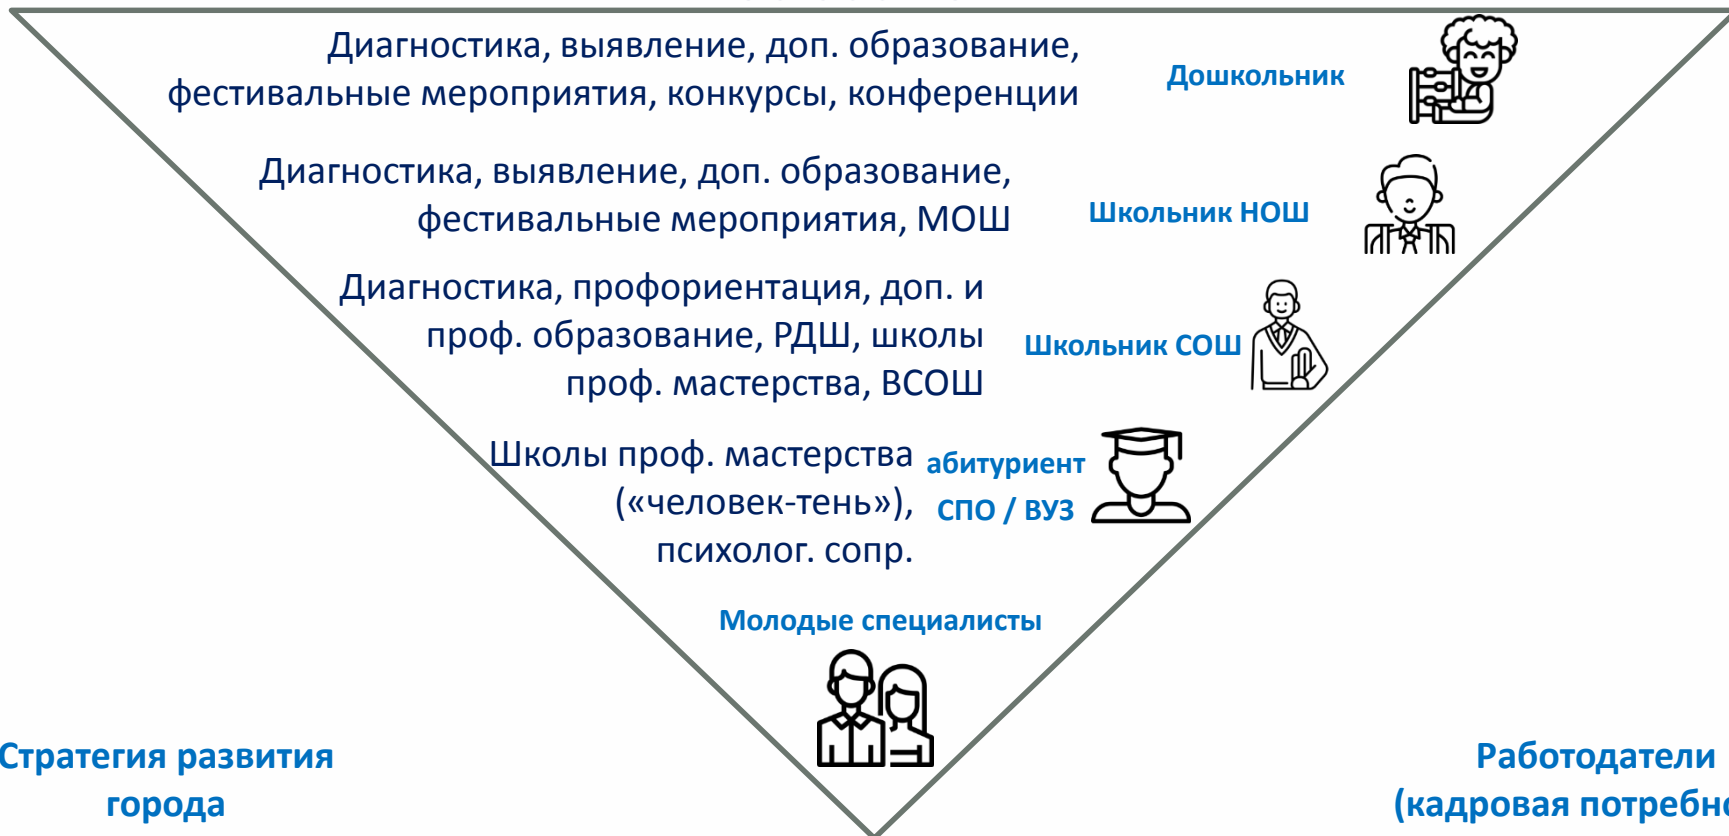 Диагностика, выявление, доп. образование,
фестивальные мероприятия, конкурсы, конференции
Дошкольник
Диагностика, выявление, доп. образование,
фестивальные мероприятия, МОШ
Школьник НОШ
Диагностика, профориентация, доп. и
проф. образование, РДШ, школы
проф. мастерства, ВСОШ
Школьник СОШ
Школы проф. мастерства
(«человек-тень»),
психолог. сопр.
абитуриент
СПО / ВУЗ
Молодые специалисты
Стратегия развития
города
Работодатели
(кадровая